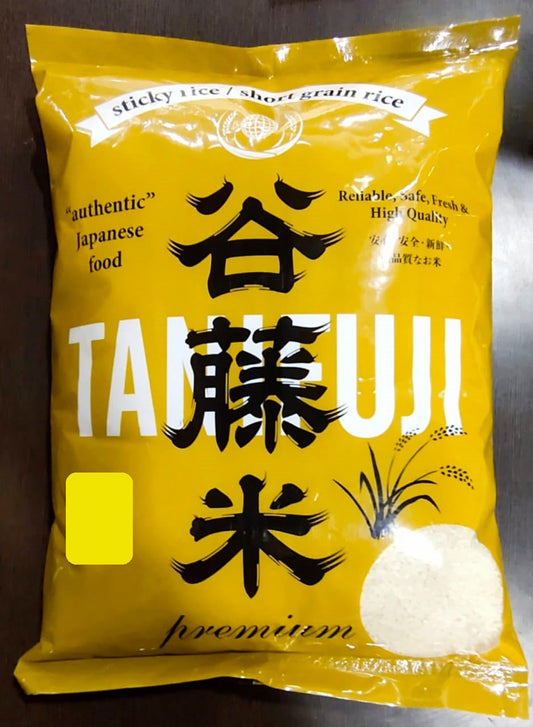 sticky rice / short grain rice
"authentic"
Japanese
food
Reliable, Safe, Fresh &
High Quality
安心・安全・新鮮
品質なお米
谷
藤
米
TANIFUJI
premium